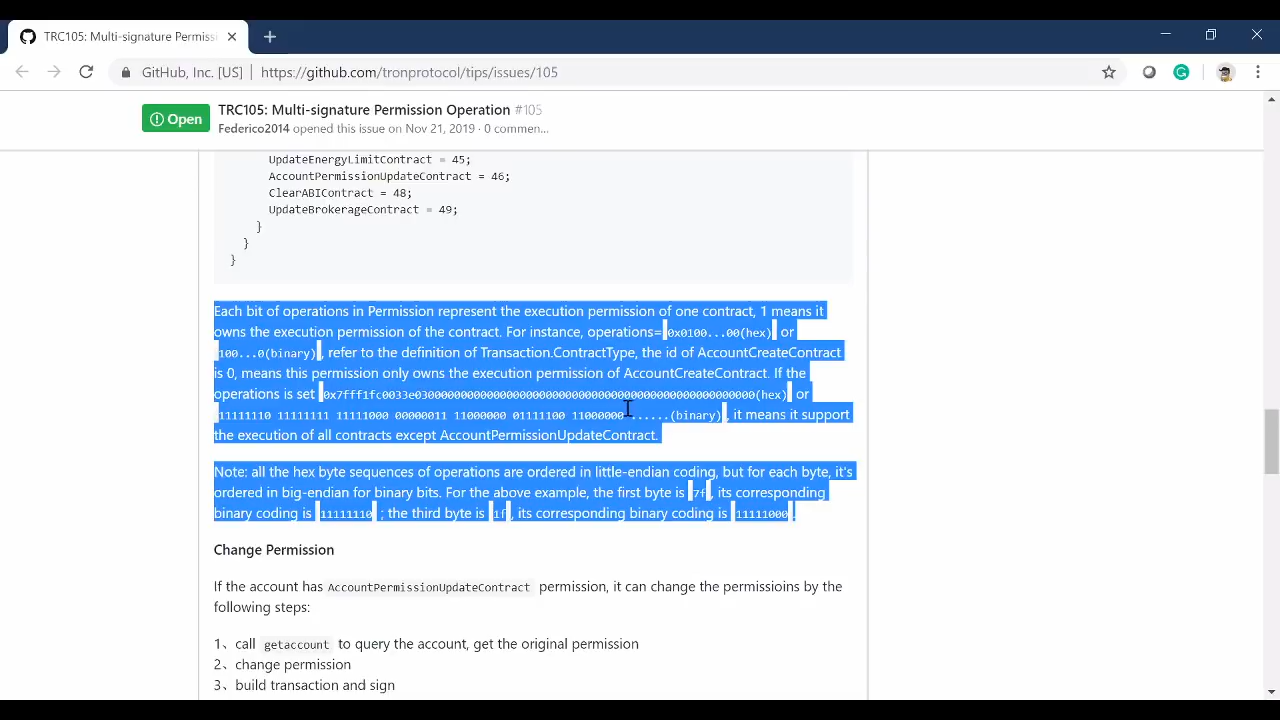 TRC105: Multi-signature Permiss
GitHub, Inc. [US] https://github.com/tronprotocol/tips/issues/105
Open
TRC105: Multi-signature Permission Operation #105
Federico2014 opened this issue on Nov 21, 2019 · 0 commen...
UpdateEnergyLimitContract = 45;
AccountPermissionUpdateContract = 46;
ClearABIContract = 48;
UpdateBrokerageContract = 49;
}
}
}
Each bit of operations in Permission represent the execution permission of one contract, 1 means it
owns the execution permission of the contract. For instance, operations= 0x0100...00(hex) or
100...0(binary) , refer to the definition of Transaction.ContractType, the id of AccountCreateContract
is 0, means this permission only owns the execution permission of AccountCreateContract. If the
operations is set 0x7fff1fc0033e0300000000000000000000000000000000000000000000000000(hex) or
11111110 11111111 11111000 00000011 11000000 01111100 11000000 ......(binary) , it means it support
the execution of all contracts except AccountPermissionUpdateContract.
Note: all the hex byte sequences of operations are ordered in little-endian coding, but for each byte, it's
ordered in big-endian for binary bits. For the above example, the first byte is 7f , its corresponding
binary coding is 11111110 ; the third byte is 1f , its corresponding binary coding is 11111000 .
Change Permission
If the account has AccountPermissionUpdateContract permission, it can change the permissioins by the
following steps:
1、call getaccount to query the account, get the original permission
2、change permission
3、build transaction and sign